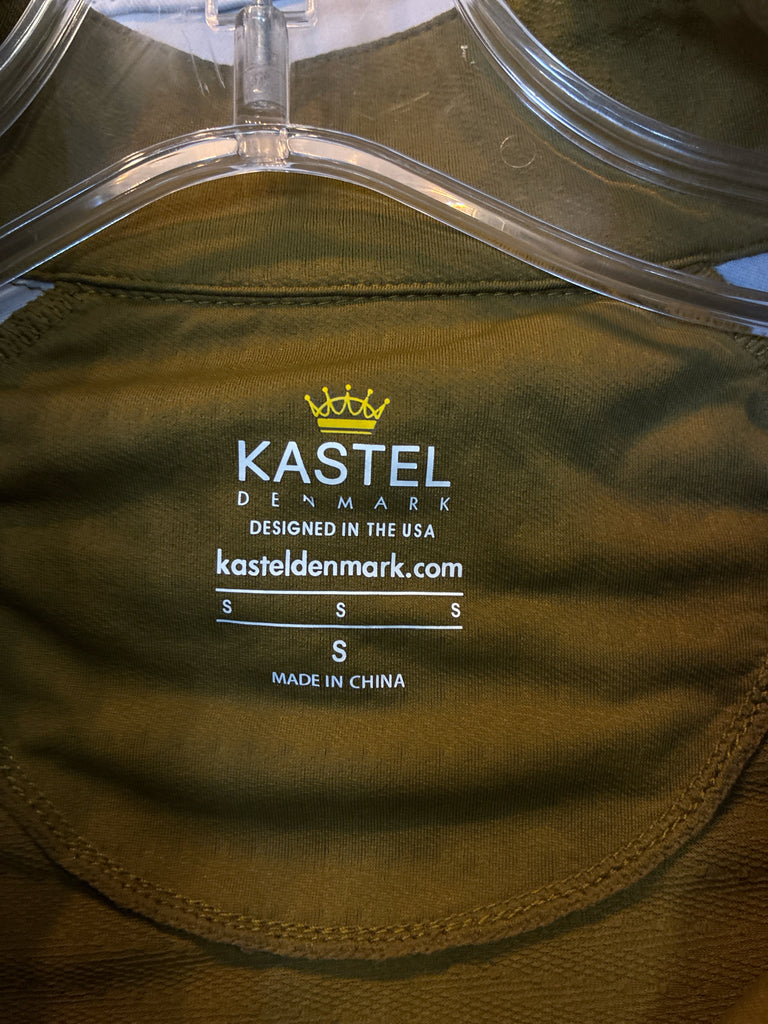 KASTEL
DENMARK
DESIGNED IN THE USA
kasteldenmark.com
S S S
S
MADE IN CHINA